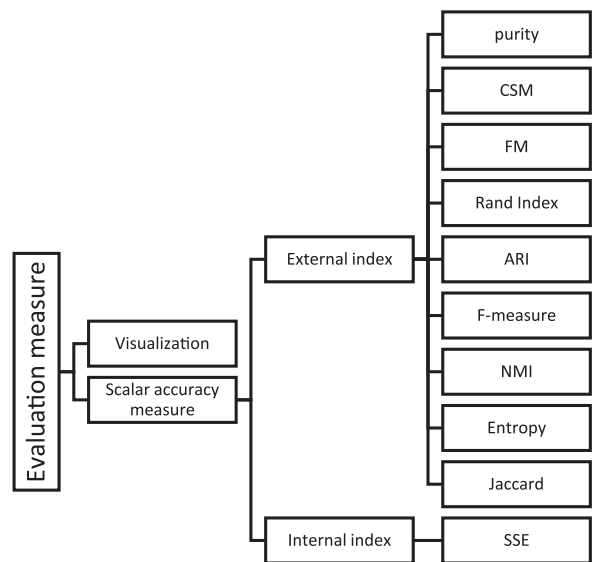 Evaluation measure
Visualization
Scalar accuracy
measure
External index
Internal index
purity
CSM
FM
Rand Index
ARI
F-measure
NMI
Entropy
Jaccard
SSE